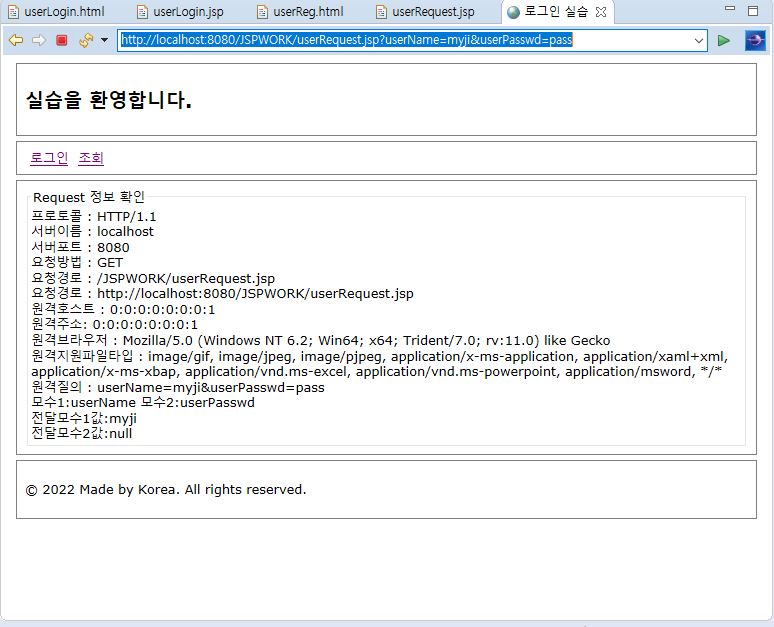 userLogin.html userLogin.jsp userReg.html userRequest.jsp 로그인 실습
http://localhost:8080/JSPWORK/userRequest.jsp?userName=myji&userPasswd=pass
실습을 환영합니다.
로그인 조회
Request 정보 확인
프로토콜 : HTTP/1.1
서버이름 : localhost
서버포트 : 8080
요청방법 : GET
요청경로 : /JSPWORK/userRequest.jsp
요청경로 : http://localhost:8080/JSPWORK/userRequest.jsp
원격호스트 : 0:0:0:0:0:0:0:1
원격주소: 0:0:0:0:0:0:0:1
원격브라우저 : Mozilla/5.0 (Windows NT 6.2; Win64; x64; Trident/7.0; rv:11.0) like Gecko
원격지원파일타입 : image/gif, image/jpeg, image/pjpeg, application/x-ms-application, application/xaml+xml,
application/x-ms-xbap, application/vnd.ms-excel, application/vnd.ms-powerpoint, application/msword, */*
원격질의 : userName=myji&userPasswd=pass
모수1:userName 모수2:userPasswd
전달모수1값:myji
전달모수2값:null
© 2022 Made by Korea. All rights reserved.